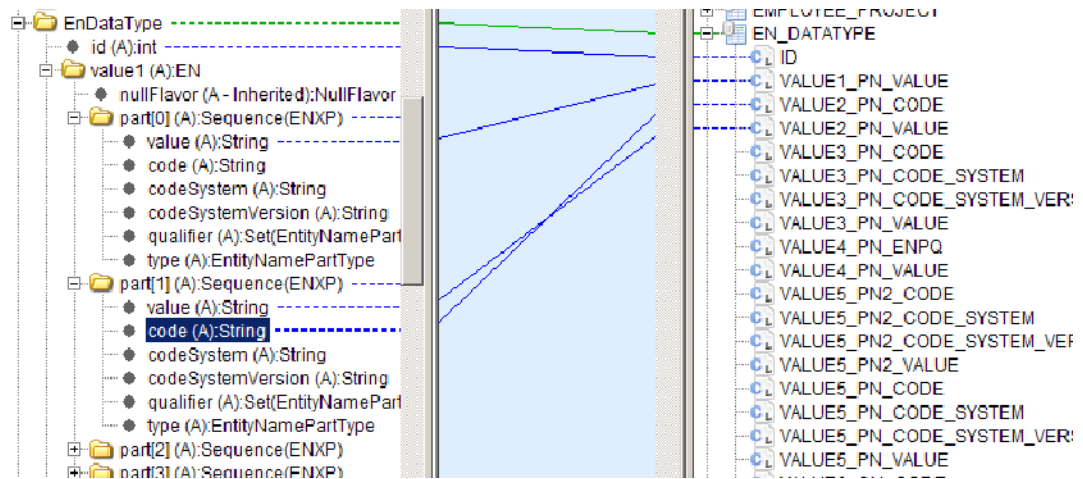 EnDataType
id (A):int
value1 (A):EN
nullFlavor (A - Inherited):NullFlavor
part[0] (A):Sequence(ENXP)
value (A):String
code (A):String
codeSystem (A):String
codeSystemVersion (A):String
qualifier (A):Set(EntityNamePart
type (A):EntityNamePartType
part[1] (A):Sequence(ENXP)
value (A):String
code (A):String
codeSystem (A):String
codeSystemVersion (A):String
qualifier (A):Set(EntityNamePart
type (A):EntityNamePartType
part[2] (A):Sequence(ENXP)
part[3] (A):Sequence(ENXP)
EMPLOYEE_PROJECT
EN_DATATYPE
ID
VALUE1_PN_VALUE
VALUE2_PN_CODE
VALUE2_PN_VALUE
VALUE3_PN_CODE
VALUE3_PN_CODE_SYSTEM
VALUE3_PN_CODE_SYSTEM_VERS
VALUE3_PN_VALUE
VALUE4_PN_ENPQ
VALUE4_PN_VALUE
VALUE5_PN2_CODE
VALUE5_PN2_CODE_SYSTEM
VALUE5_PN2_CODE_SYSTEM_VER
VALUE5_PN2_VALUE
VALUE5_PN_CODE
VALUE5_PN_CODE_SYSTEM
VALUE5_PN_CODE_SYSTEM_VERS
VALUE5_PN_VALUE